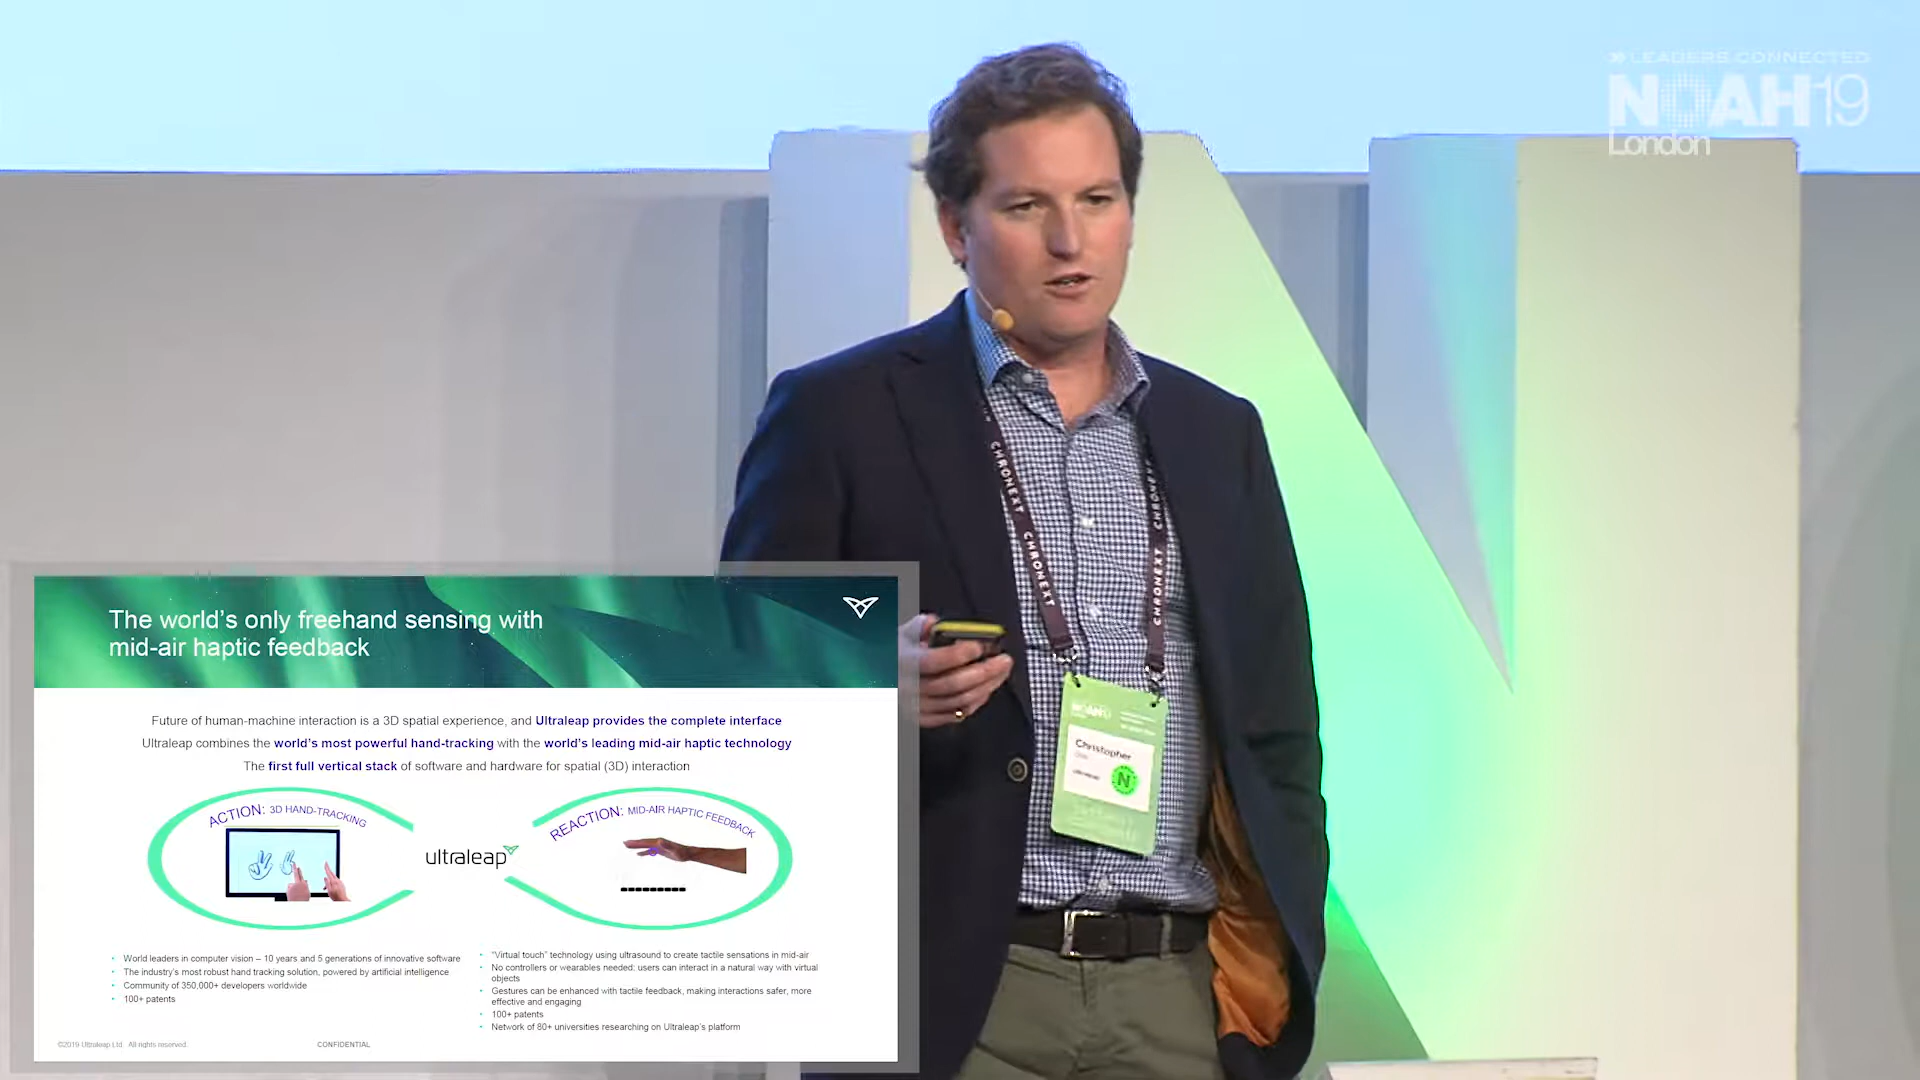 » LEADERS CONNECTED
NOAH19
London
CHRONEXT
CHRONEXT
CHRONEXT
CHRONEXT
NOAH19
Christopher
N
The world's only freehand sensing with
mid-air haptic feedback
Future of human-machine interaction is a 3D spatial experience, and Ultraleap provides the complete interface
Ultraleap combines the world's most powerful hand-tracking with the world's leading mid-air haptic technology
The first full vertical stack of software and hardware for spatial (3D) interaction
ACTION: 3D HAND-TRACKING
ultraleap
REACTION: MID-AIR HAPTIC FEEDBACK
• World leaders in computer vision – 10 years and 5 generations of innovative software
• The industry's most robust hand tracking solution, powered by artificial intelligence
• Community of 350,000+ developers worldwide
• 100+ patents
• "Virtual touch" technology using ultrasound to create tactile sensations in mid-air
• No controllers or wearables needed: users can interact in a natural way with virtual
objects
• Gestures can be enhanced with tactile feedback, making interactions safer, more
effective and engaging
• 100+ patents
• Network of 80+ universities researching on Ultraleap's platform
©2019 Ultraleap Ltd. All rights reserved.
CONFIDENTIAL